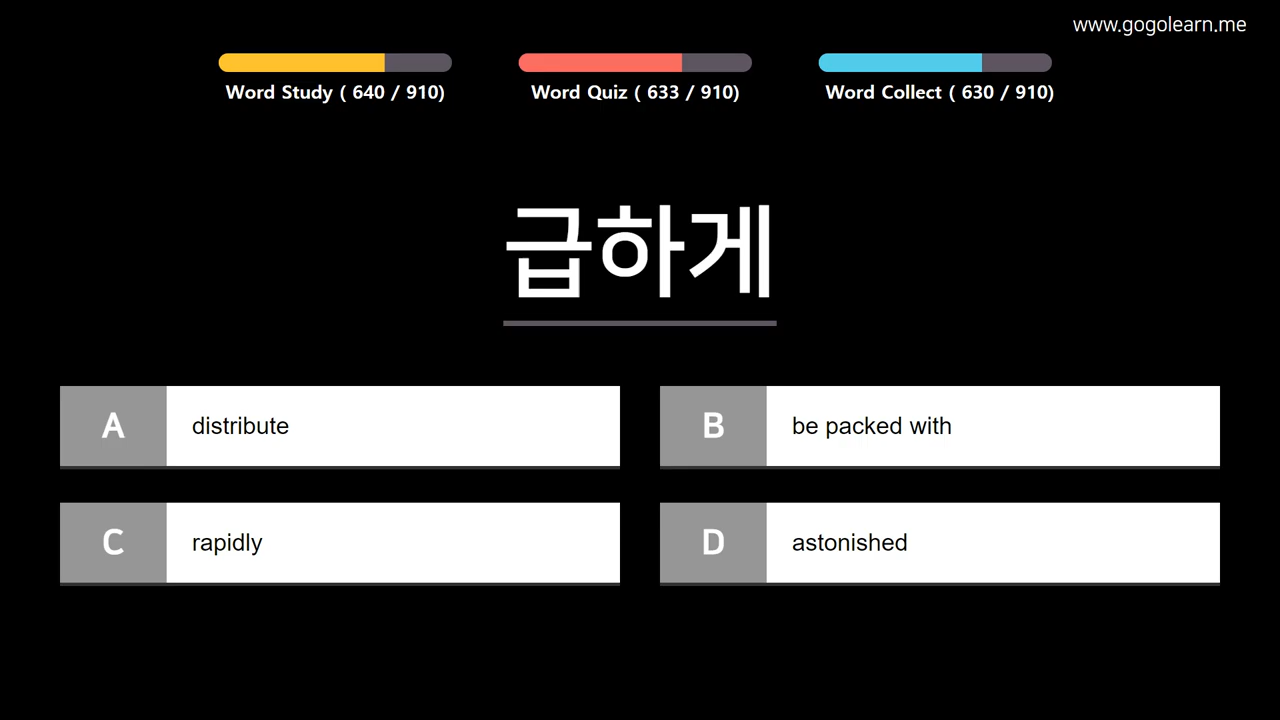 www.gogolearn.me
Word Study ( 640 / 910)
Word Quiz ( 633 / 910)
Word Collect ( 630 / 910)
급하게
A distribute
B be packed with
C rapidly
D astonished